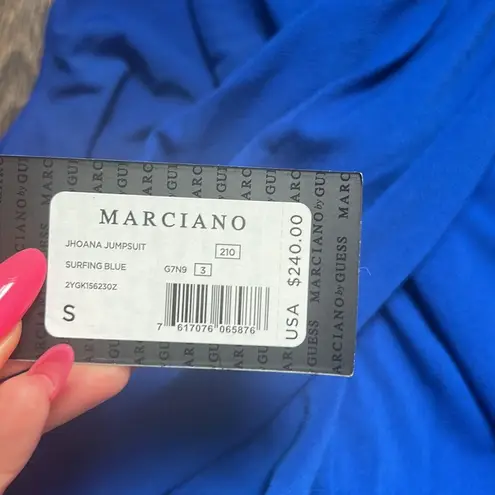 MARCIANO
JHOANA JUMPSUIT 210
SURFING BLUE G7N9 3
2YGK156230Z
S
7 617076 065876
USA $240.00
MARCIANO by GUESS